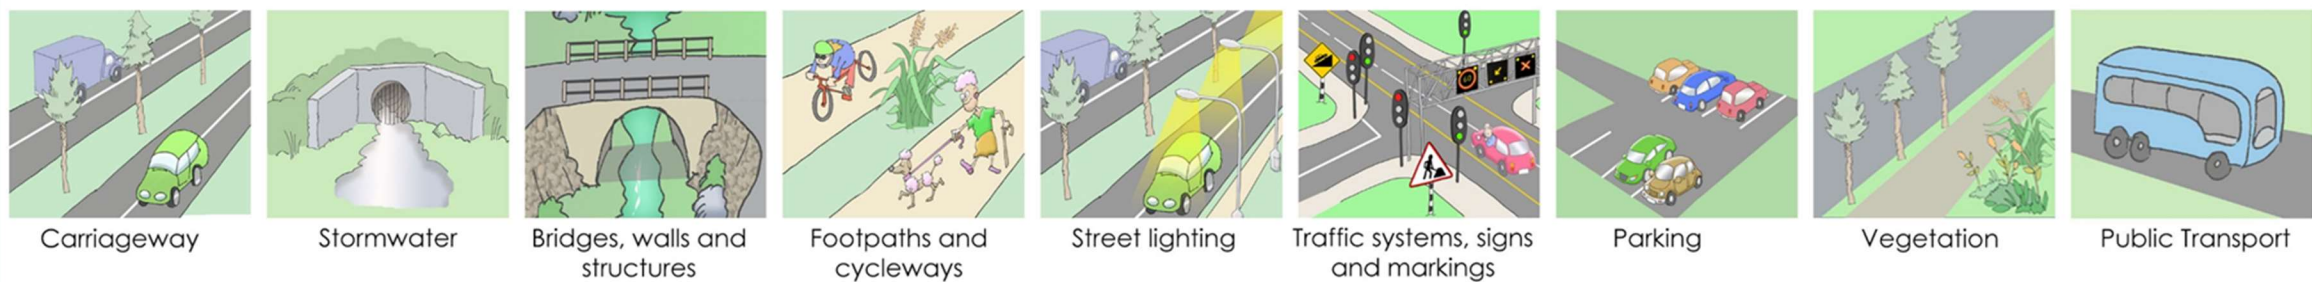 Carriageway
Stormwater
Bridges, walls and
structures
Footpaths and
cycleways
Street lighting
Traffic systems, signs
and markings
Parking
Vegetation
Public Transport